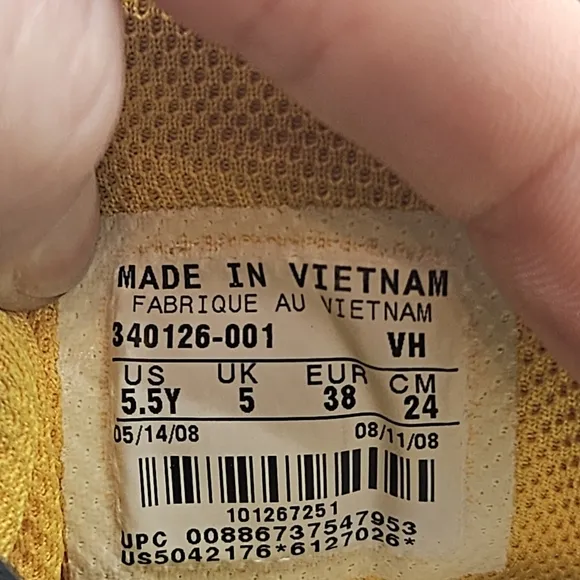 MADE IN VIETNAM
FABRIQUE AU VIETNAM
340126-001 VH
US UK EUR CM
5.5Y 5 38 24
05/14/08 08/11/08
101267251
UPC 00886737547953
US5042176*6127026*